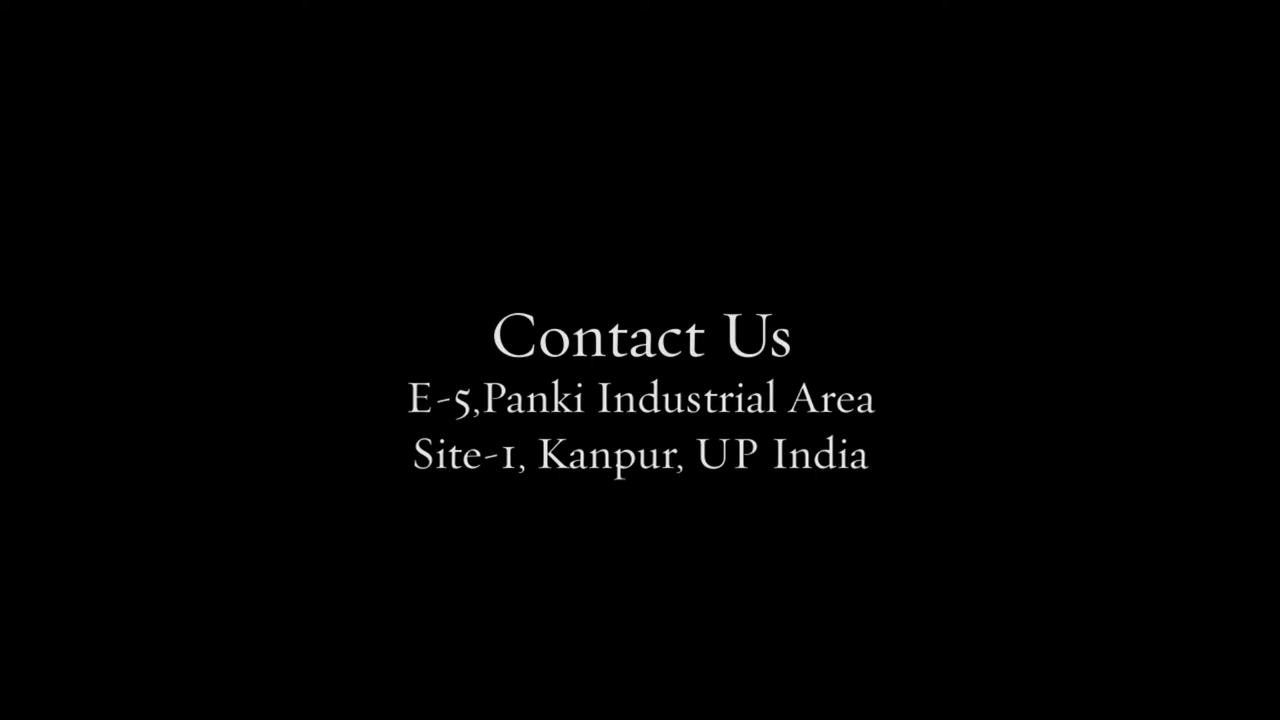 Contact Us
E-5,Panki Industrial Area
Site-1, Kanpur, UP India